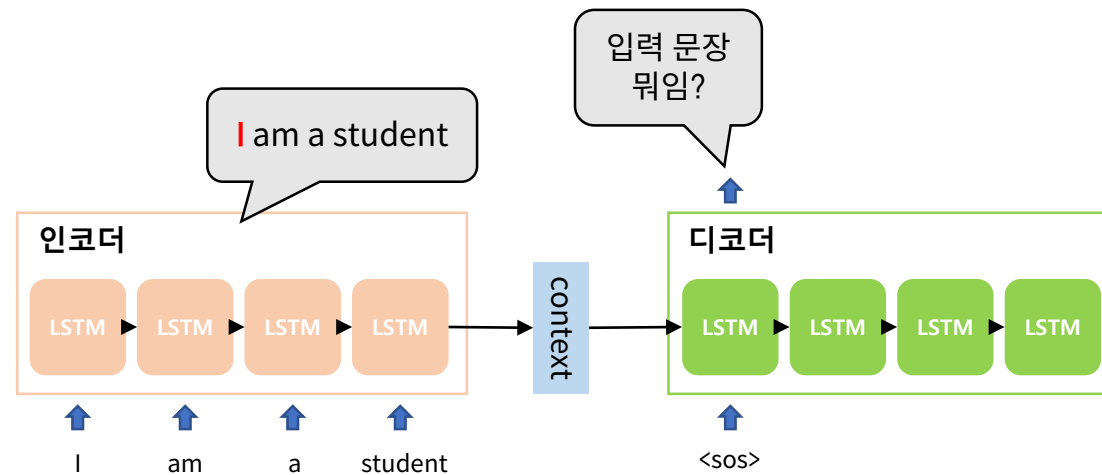 입력 문장
뭐임?
I am a student
인코더
디코더
LSTM LSTM LSTM LSTM
context
LSTM LSTM LSTM LSTM
I am a student
<sos>